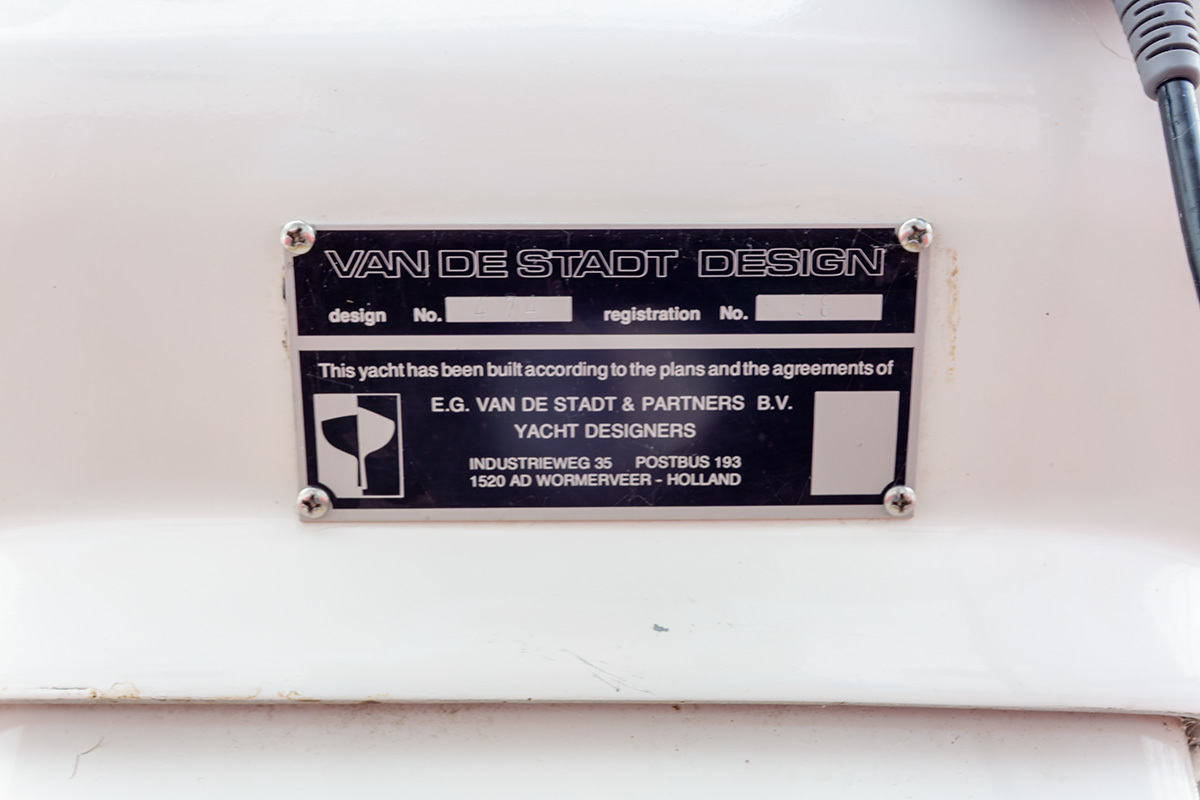 VAN DE STADT DESIGN
design No. 471 registration No.
This yacht has been built according to the plans and the agreements of
E.G. VAN DE STADT & PARTNERS B.V.
YACHT DESIGNERS
INDUSTRIEWEG 35 POSTBUS 193
1520 AD WORMERVEER - HOLLAND